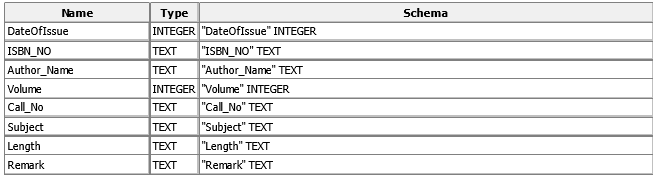 Name Type Schema
DateOfIssue INTEGER "DateOfIssue" INTEGER
ISBN_NO TEXT "ISBN_NO" TEXT
Author_Name TEXT "Author_Name" TEXT
Volume INTEGER "Volume" INTEGER
Call_No TEXT "Call_No" TEXT
Subject TEXT "Subject" TEXT
Length TEXT "Length" TEXT
Remark TEXT "Remark" TEXT